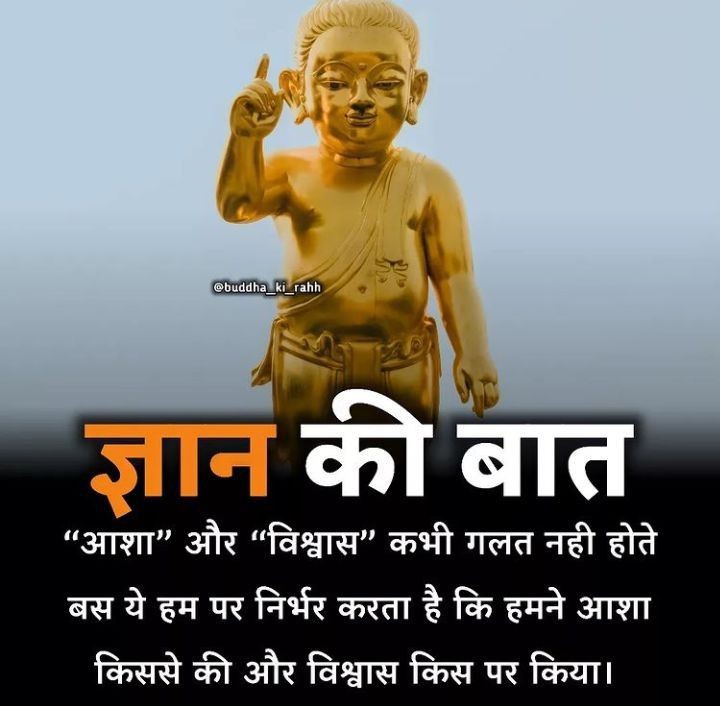 @buddha_ki_rahh
ज्ञान की बात
“आशा” और “विश्वास” कभी गलत नही होते
बस ये हम पर निर्भर करता है कि हमने आशा
किससे की और विश्वास किस पर किया।